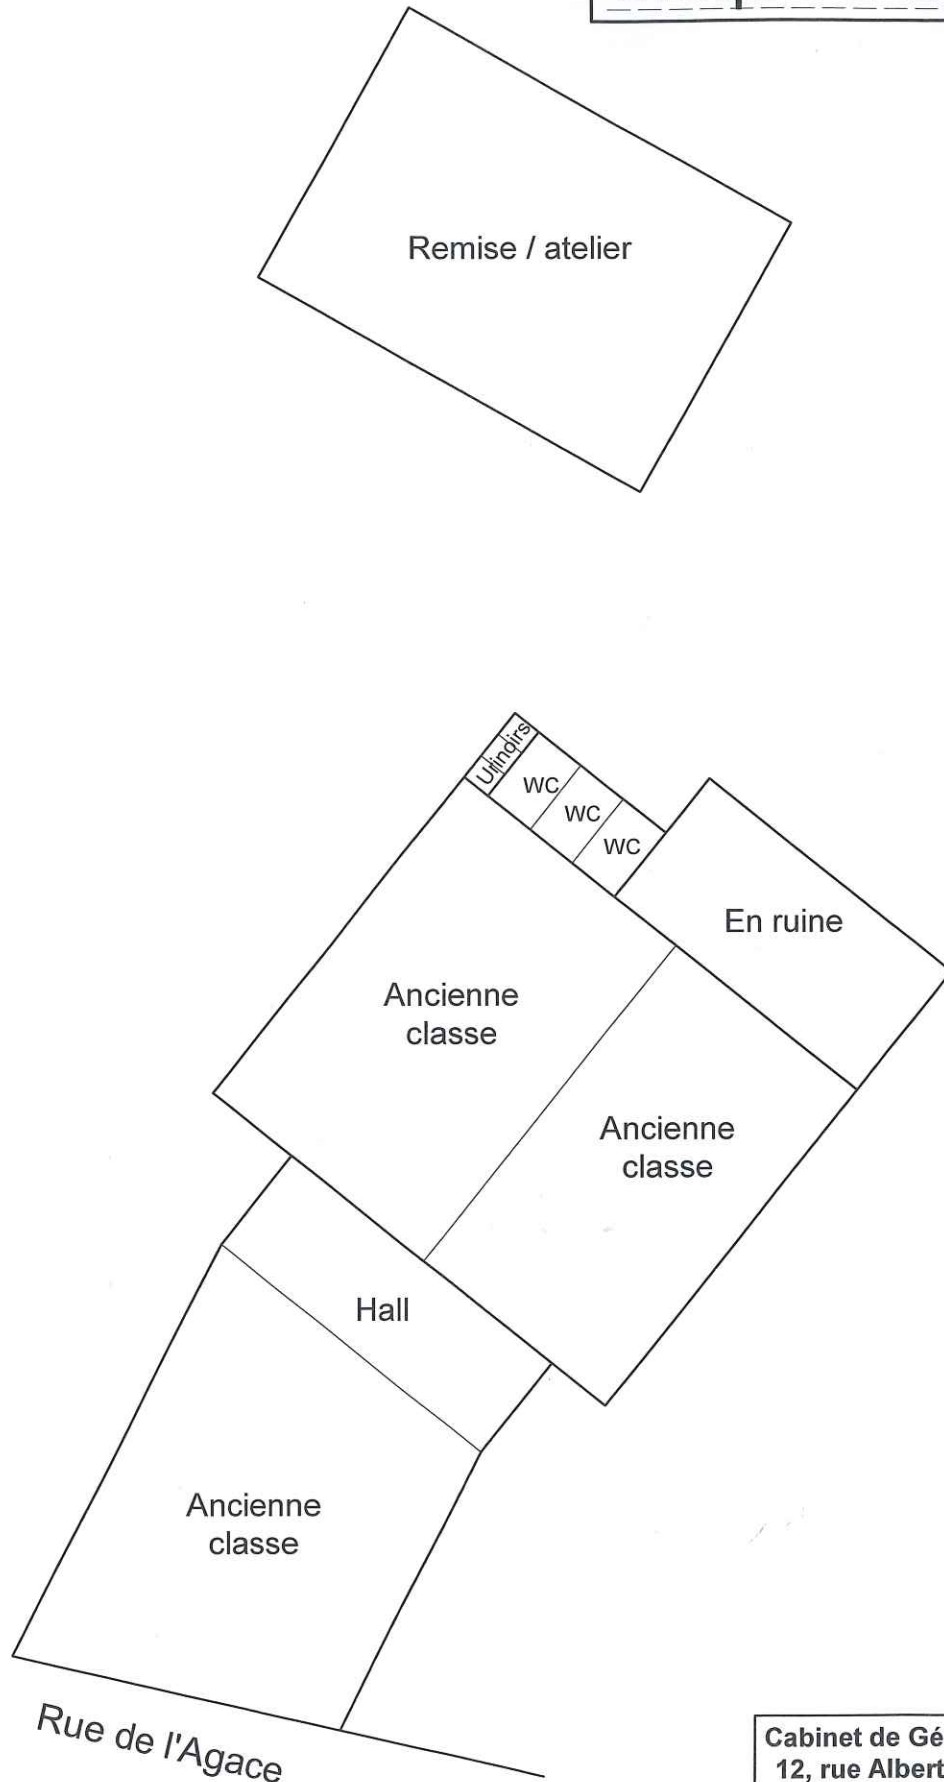 Remise / atelier
Urinoirs
wc
wc
wc
En ruine
Ancienne
classe
Ancienne
classe
Hall
Ancienne
classe
Rue de l'Agace
Cabinet de Gé
12, rue Albert